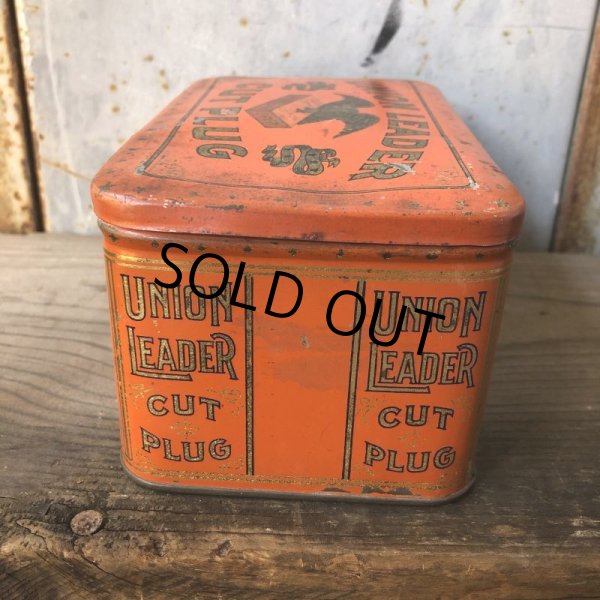 UNION LEADER
CUT PLUG
SOLD OUT
UNION
LEADER
CUT
PLUG
UNION
LEADER
CUT
PLUG